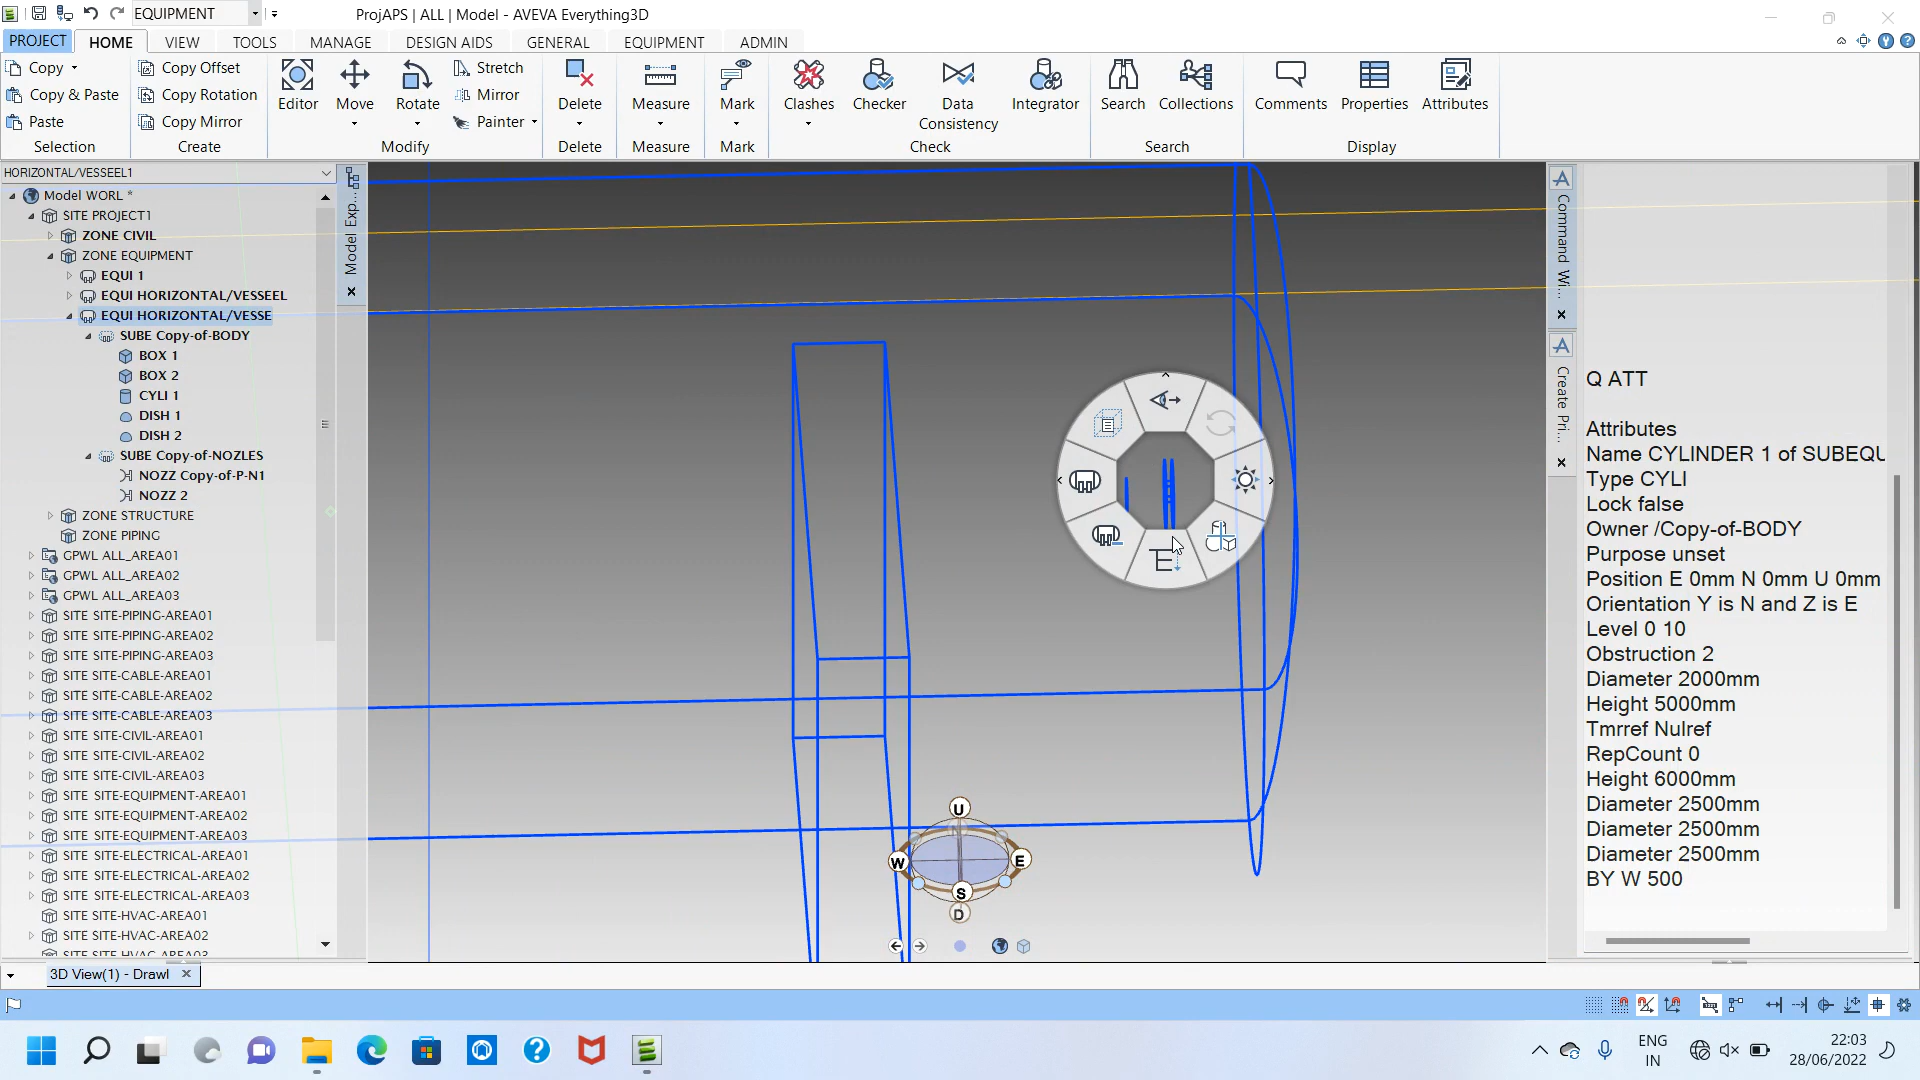 EQUIPMENT
ProjAPS | ALL | Model - AVEVA Everything3D
PROJECT
HOME
VIEW
TOOLS
MANAGE
DESIGN AIDS
GENERAL
EQUIPMENT
ADMIN
Copy
Copy & Paste
Paste
Selection
Copy Offset
Copy Rotation
Copy Mirror
Create
Editor
Move
Rotate
Stretch
Mirror
Painter
Modify
Delete
Delete
Measure
Measure
Mark
Mark
Clashes
Checker
Data
Consistency
Integrator
Check
Search
Collections
Search
Comments
Properties
Attributes
Display
HORIZONTAL/VESSEEL1
Model WORL *
SITE PROJECT1
ZONE CIVIL
ZONE EQUIPMENT
EQUI 1
EQUI HORIZONTAL/VESSEEL
EQUI HORIZONTAL/VESSE
SUBE Copy-of-BODY
BOX 1
BOX 2
CYLI 1
DISH 1
DISH 2
SUBE Copy-of-NOZLES
NOZZ Copy-of-P-N1
NOZZ 2
ZONE STRUCTURE
ZONE PIPING
GPWL ALL_AREA01
GPWL ALL_AREA02
GPWL ALL_AREA03
SITE SITE-PIPING-AREA01
SITE SITE-PIPING-AREA02
SITE SITE-PIPING-AREA03
SITE SITE-CABLE-AREA01
SITE SITE-CABLE-AREA02
SITE SITE-CABLE-AREA03
SITE SITE-CIVIL-AREA01
SITE SITE-CIVIL-AREA02
SITE SITE-CIVIL-AREA03
SITE SITE-EQUIPMENT-AREA01
SITE SITE-EQUIPMENT-AREA02
SITE SITE-EQUIPMENT-AREA03
SITE SITE-ELECTRICAL-AREA01
SITE SITE-ELECTRICAL-AREA02
SITE SITE-ELECTRICAL-AREA03
SITE SITE-HVAC-AREA01
SITE SITE-HVAC-AREA02
Model Exp...
U
W
E
S
D
Command Wi...
Create Pri...
Q ATT
Attributes
Name CYLINDER 1 of SUBEQU
Type CYLI
Lock false
Owner /Copy-of-BODY
Purpose unset
Position E 0mm N 0mm U 0mm
Orientation Y is N and Z is E
Level 0 10
Obstruction 2
Diameter 2000mm
Height 5000mm
Tmrref Nulref
RepCount 0
Height 6000mm
Diameter 2500mm
Diameter 2500mm
Diameter 2500mm
BY W 500
3D View(1) - Drawl
ENG
IN
22:03
28/06/2022